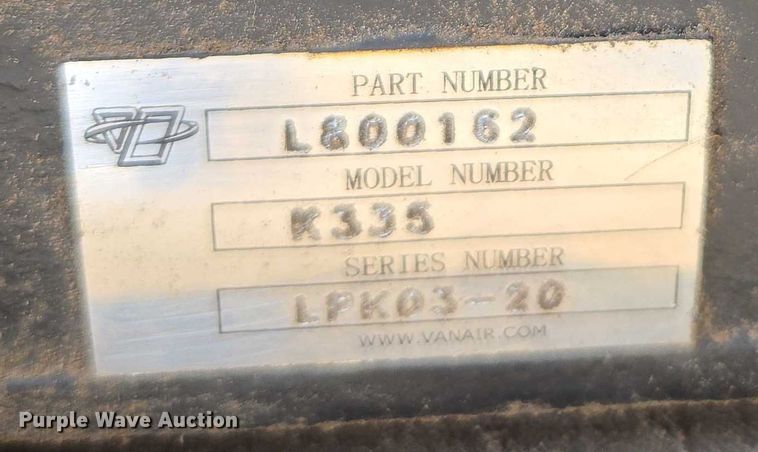 PART NUMBER
L800162
MODEL NUMBER
K335
SERIES NUMBER
LPK03-20
WWW.VANAIR.COM
Purple Wave Auction